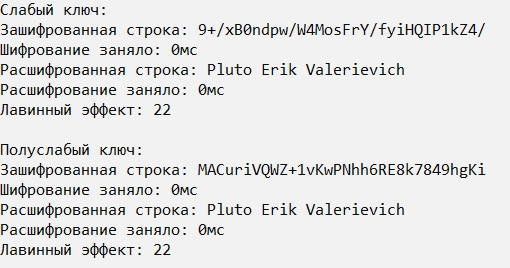 Слабый ключ:
Зашифрованная строка: 9+/xB0ndpw/W4MosFrY/fyiHQIP1kZ4/
Шифрование заняло: 0мс
Расшифрованная строка: Pluto Erik Valerievich
Расшифрование заняло: 0мс
Лавинный эффект: 22
Полуслабый ключ:
Зашифрованная строка: MACuriVQWZ+1vKwPNhh6RE8k7849hgKi
Шифрование заняло: 0мс
Расшифрованная строка: Pluto Erik Valerievich
Расшифрование заняло: 0мс
Лавинный эффект: 22